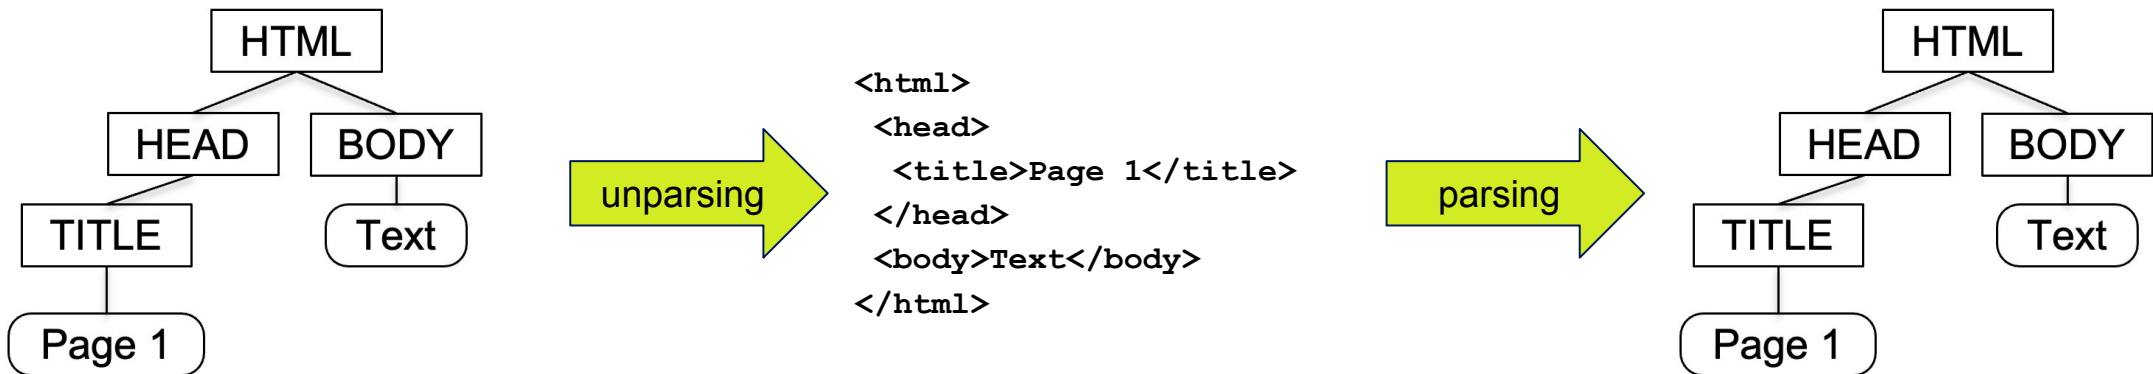 HTML
HEAD
BODY
TITLE
Text
Page 1
unparsing
<html>
<head>
<title>Page 1</title>
</head>
<body>Text</body>
</html>
parsing
HTML
HEAD
BODY
TITLE
Text
Page 1